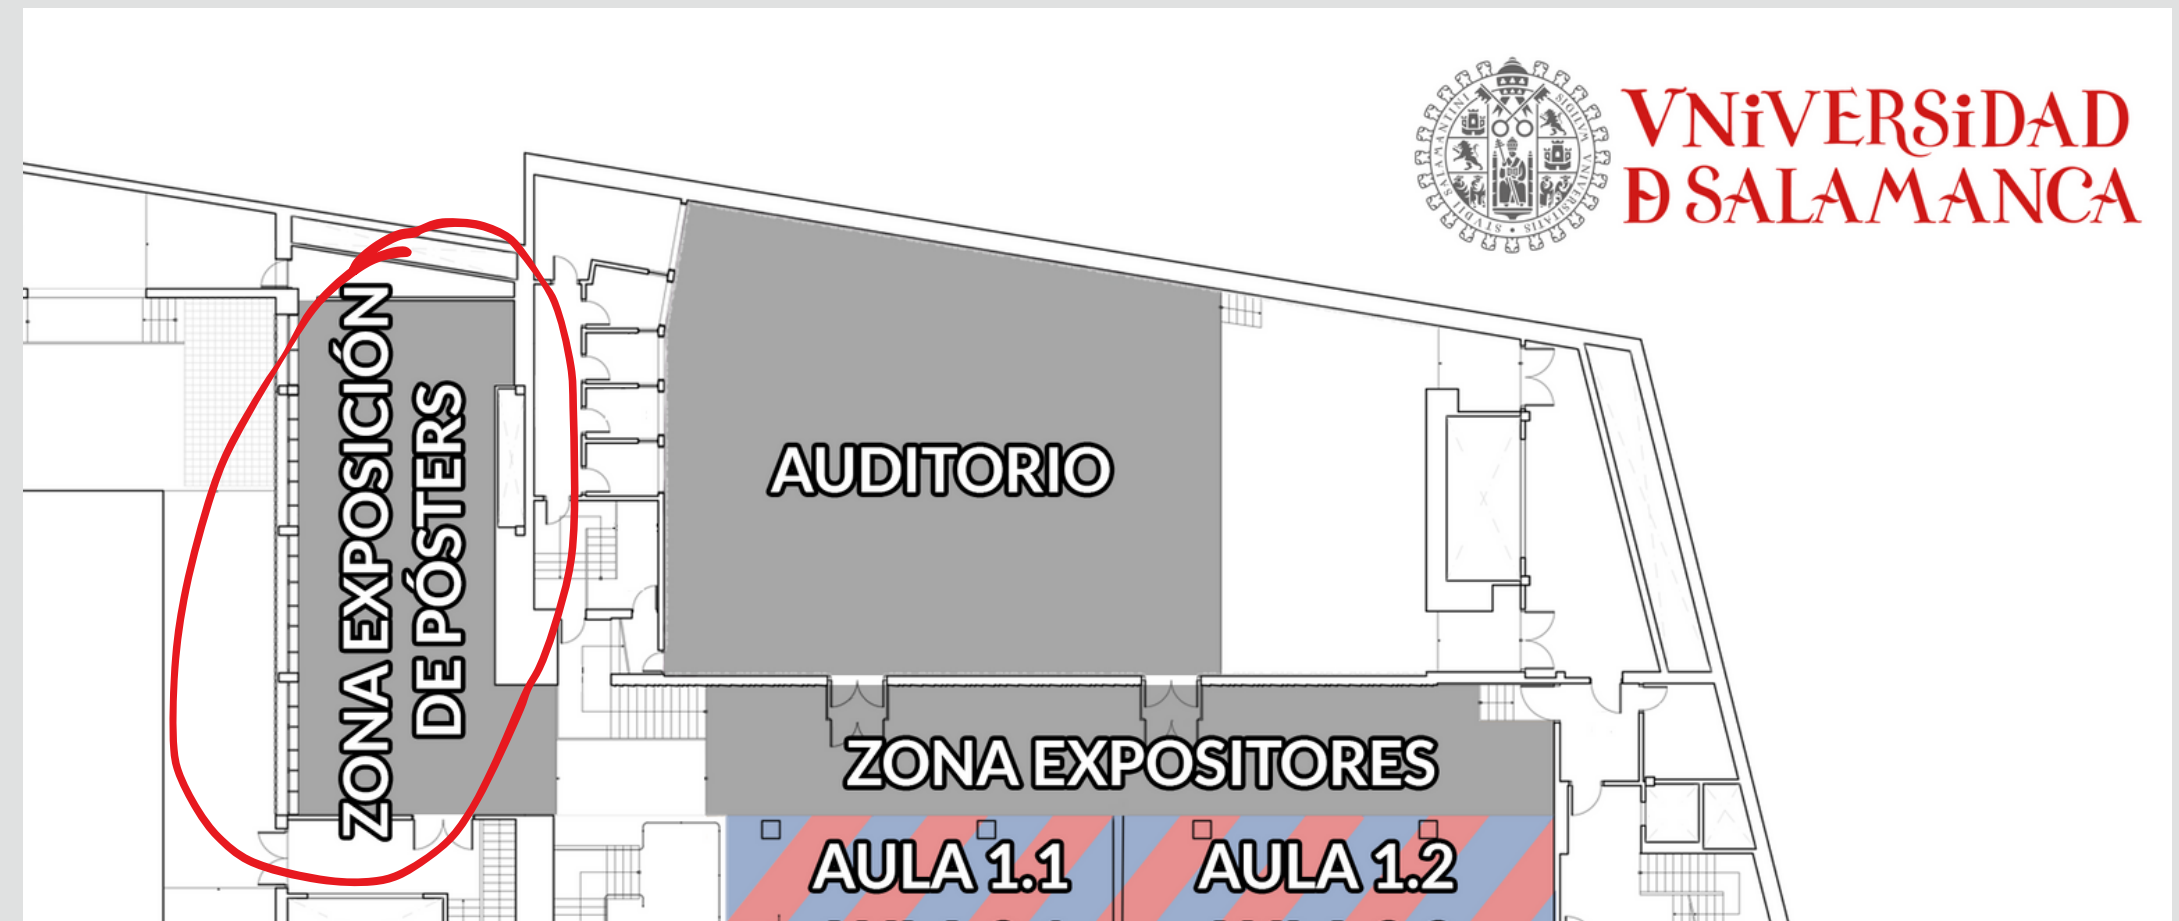 VNiVERSiDAD
Ð SALAMANCA
ZONA EXPOSICIÓN
DE PÓSTERS
AUDITORIO
ZONA EXPOSITORES
AULA 1.1
AULA 1.2